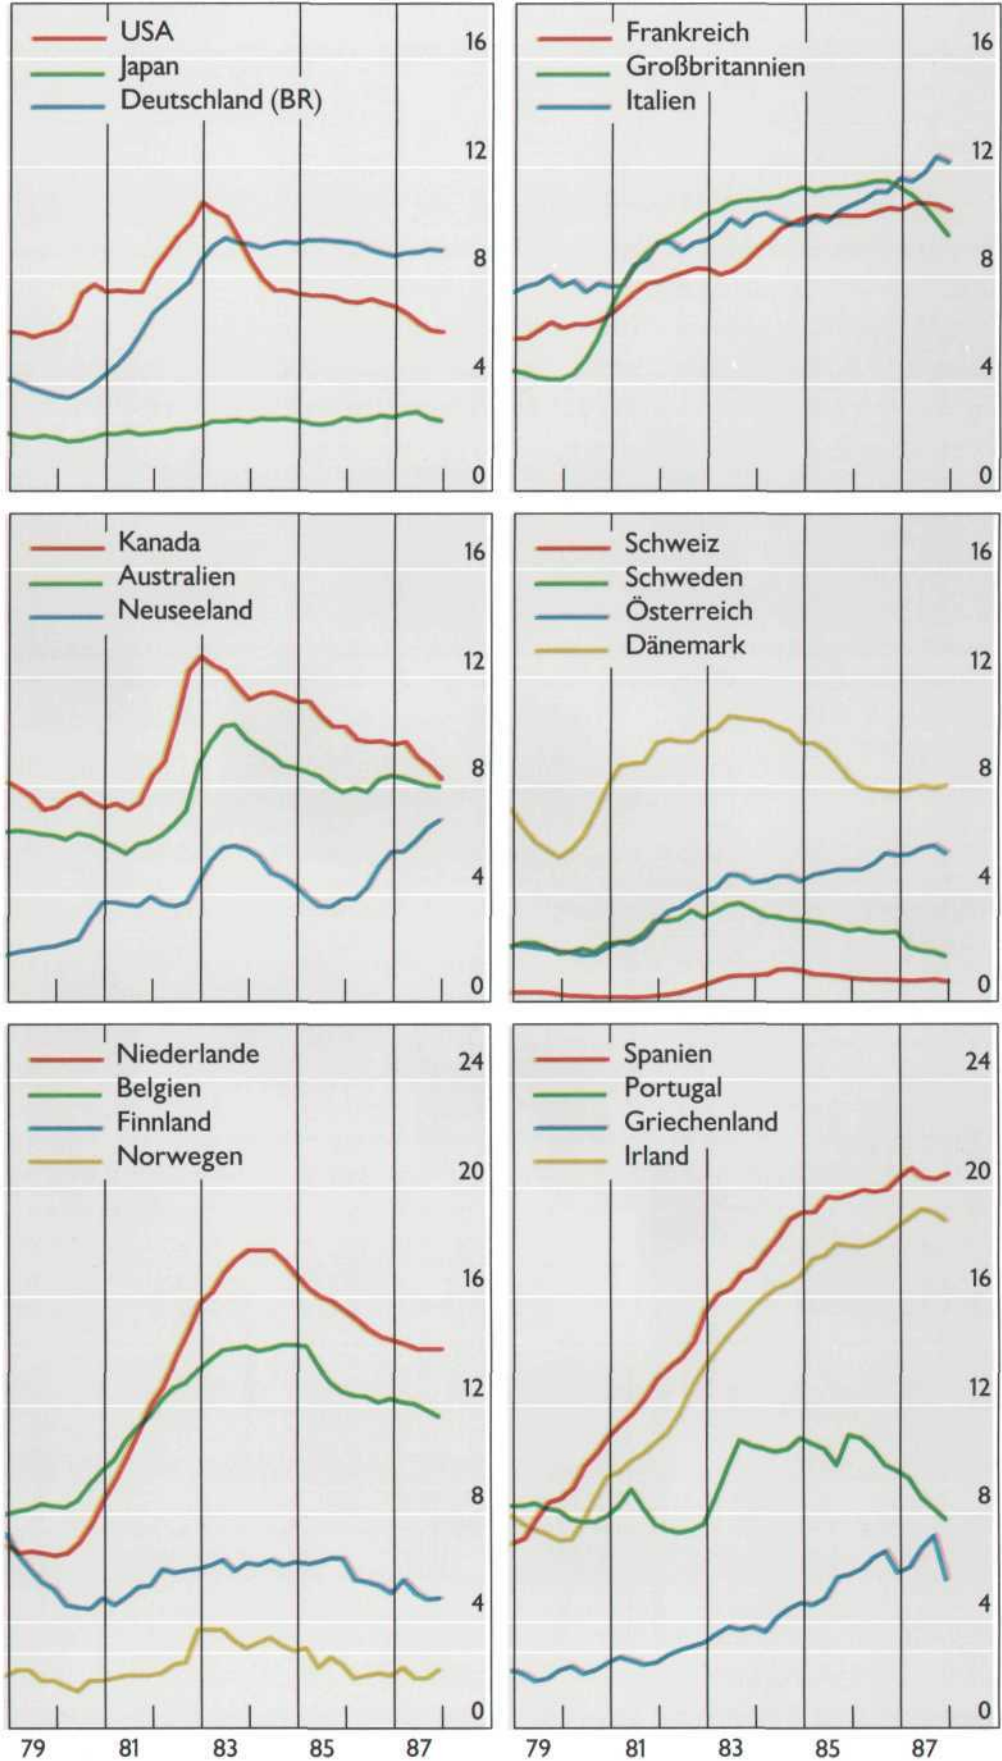 USA
Japan
Deutschland (BR)
16
12
8
4
0
Frankreich
Großbritannien
Italien
16
12
8
4
0
Kanada
Australien
Neuseeland
16
12
8
4
0
Schweiz
Schweden
Österreich
Dänemark
16
12
8
4
0
Niederlande
Belgien
Finnland
Norwegen
24
20
16
12
8
4
0
79 81 83 85 87
Spanien
Portugal
Griechenland
Irland
24
20
16
12
8
4
0
79 81 83 85 87